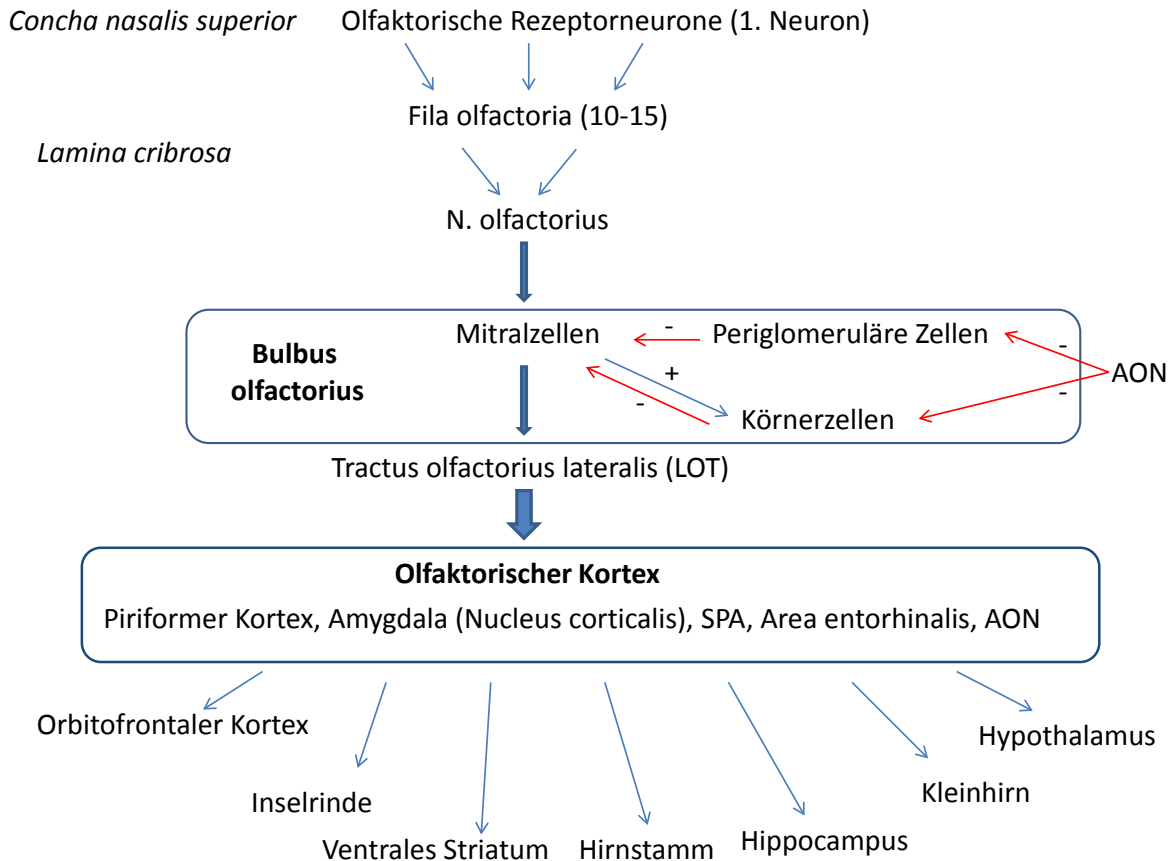 Concha nasalis superior
Olfaktorische Rezeptorneurone (1. Neuron)
Fila olfactoria (10-15)
Lamina cribrosa
N. olfactorius
Mitralzellen
-
Periglomeruläre Zellen
-
Bulbus
olfactorius
+
AON
-
-
Körnerzellen
Tractus olfactorius lateralis (LOT)
Olfaktorischer Kortex
Piriformer Kortex, Amygdala (Nucleus corticalis), SPA, Area entorhinalis, AON
Orbitofrontaler Kortex
Hypothalamus
Inselrinde
Kleinhirn
Ventrales Striatum
Hirnstamm
Hippocampus